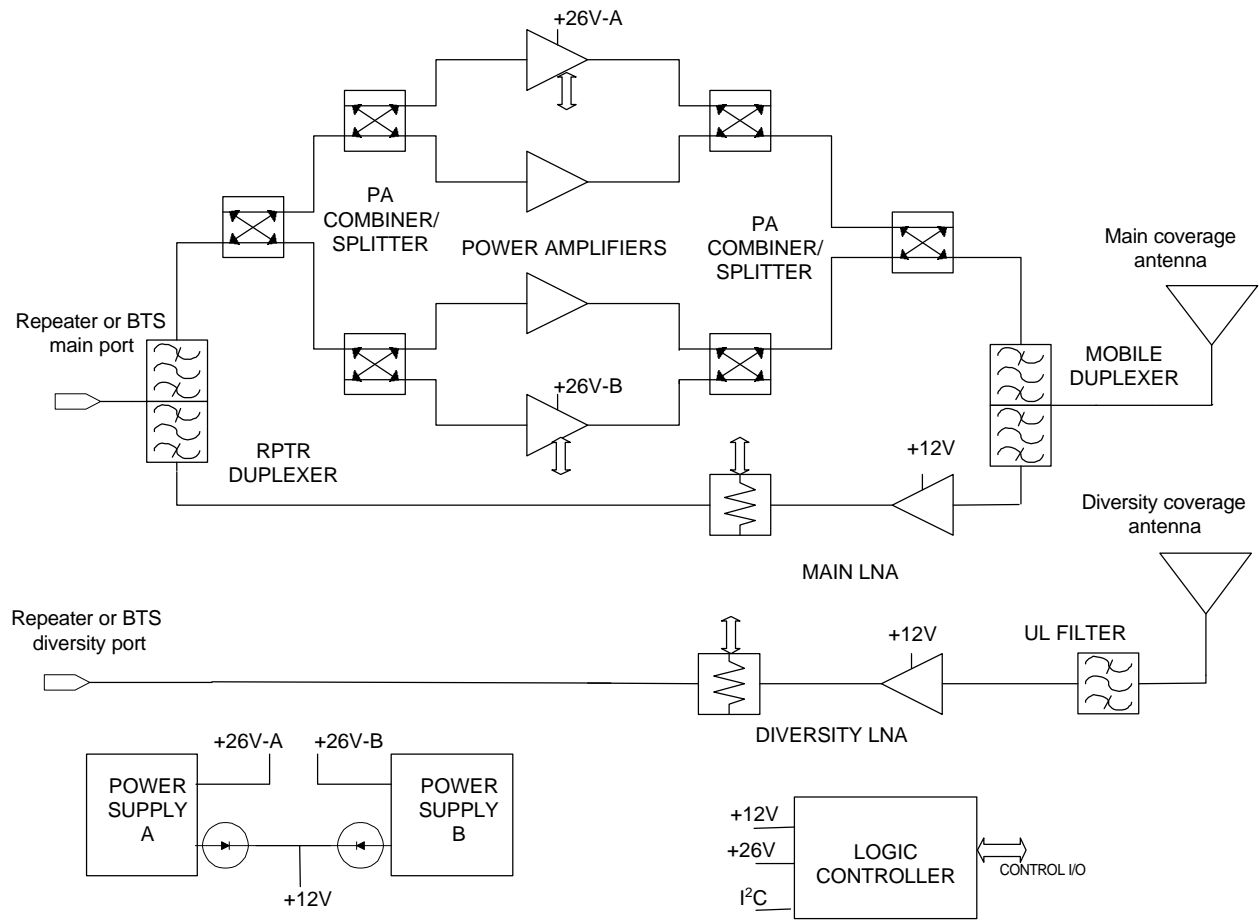 +26V-A
PA
COMBINER/
SPLITTER
POWER AMPLIFIERS
PA
COMBINER/
SPLITTER
Main coverage
antenna
Repeater or BTS
main port
MOBILE
DUPLEXER
+26V-B
RPTR
DUPLEXER
+12V
Diversity coverage
antenna
MAIN LNA
Repeater or BTS
diversity port
+12V
UL FILTER
DIVERSITY LNA
+26V-A
+26V-B
POWER
SUPPLY
A
POWER
SUPPLY
B
+12V
+12V
+26V
I²C
LOGIC
CONTROLLER
CONTROL I/O